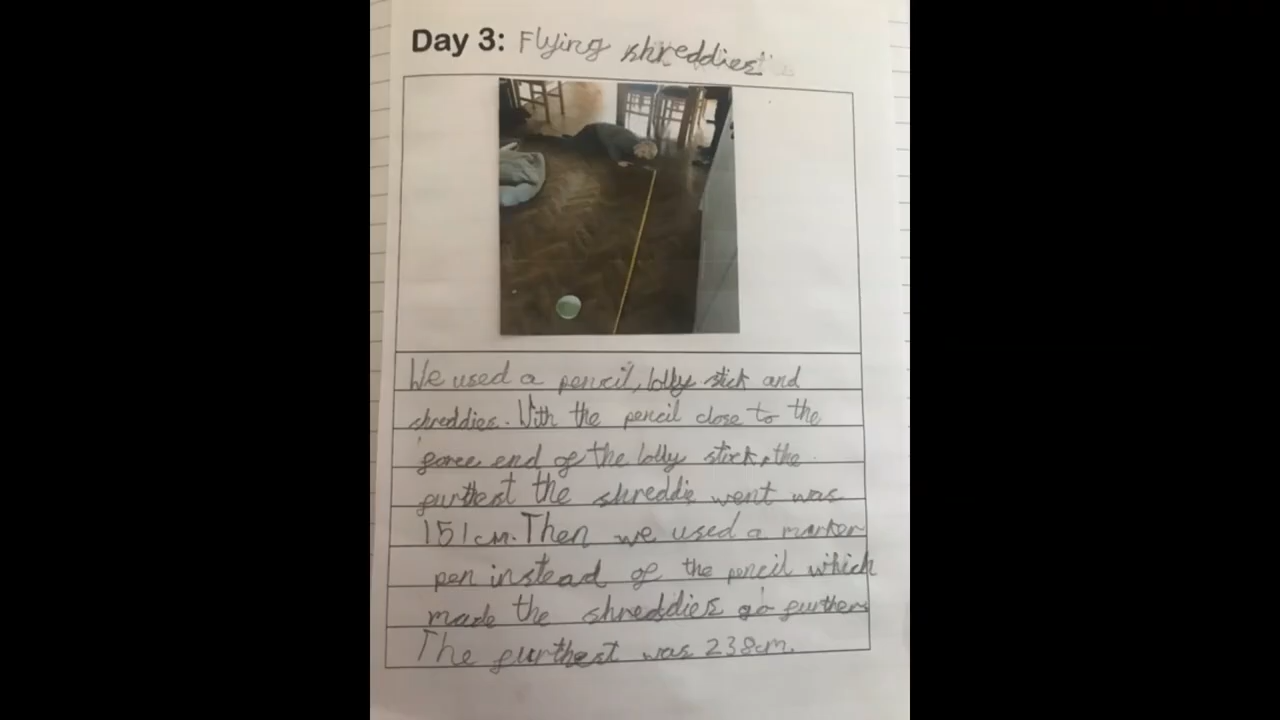 Day 3: Flying shreddies
We used a pencil, lolly stick and
shreddies. With the pencil close to the
force end of the lolly stick, the
furthest the shreddie went was
151cm. Then we used a marker
pen instead of the pencil which
made the shreddies go further
The furthest was 238cm.